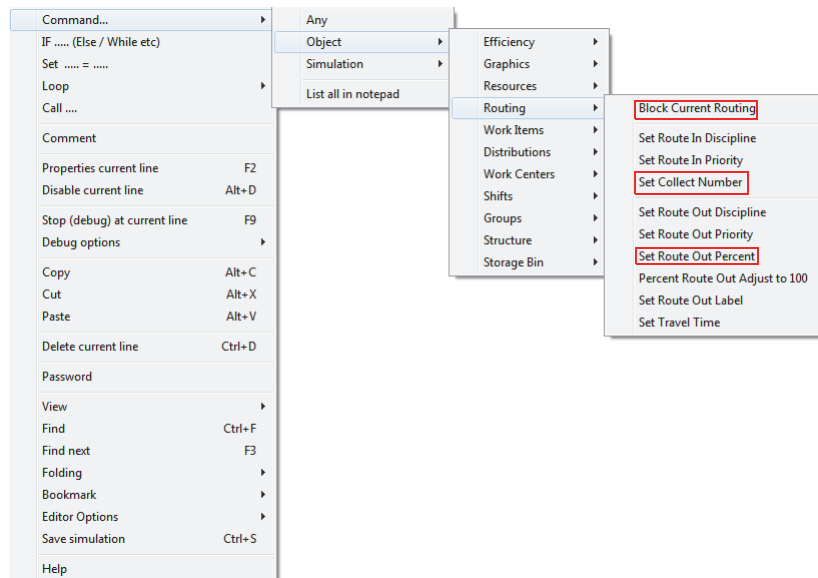 Command...
IF ..... (Else / While etc)
Set ..... = .....
Loop
Call ....
Comment
Properties current line F2
Disable current line Alt+D
Stop (debug) at current line F9
Debug options
Copy Alt+C
Cut Alt+X
Paste Alt+V
Delete current line Ctrl+D
Password
View
Find Ctrl+F
Find next F3
Folding
Bookmark
Editor Options
Save simulation Ctrl+S
Help
Any
Object
Simulation
List all in notepad
Efficiency
Graphics
Resources
Routing
Work Items
Distributions
Work Centers
Shifts
Groups
Structure
Storage Bin
Block Current Routing
Set Route In Discipline
Set Route In Priority
Set Collect Number
Set Route Out Discipline
Set Route Out Priority
Set Route Out Percent
Percent Route Out Adjust to 100
Set Route Out Label
Set Travel Time